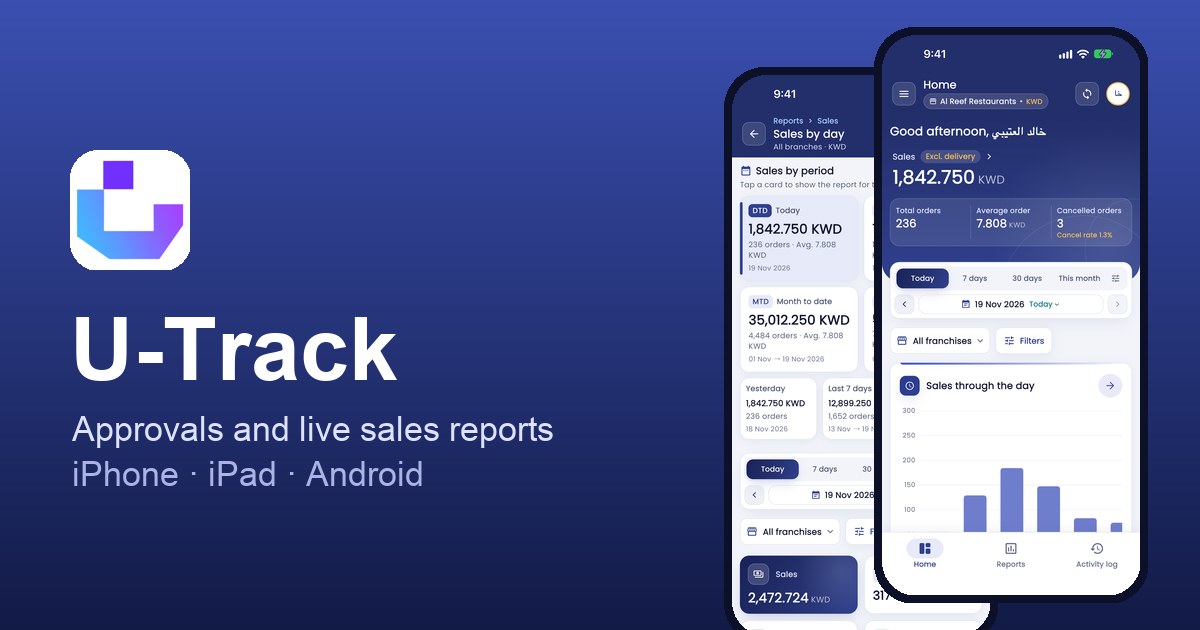 U-Track
Approvals and live sales reports
iPhone · iPad · Android
9:41
Reports > Sales
Sales by day
All branches · KWD
Sales by period
Tap a card to show the report for
DTD Today
1,842.750 KWD
236 orders · Avg. 7.808
KWD
19 Nov 2026
MTD Month to date
35,012.250 KWD
4,484 orders · Avg. 7.808
KWD
01 Nov → 19 Nov 2026
Yesterday
1,842.750 KWD
236 orders
18 Nov 2026
Last 7 days
12,899.250
1,652 orders
13 Nov → 19
Today 7 days 30
19 Nov 2026
All franchises
Sales
2,472.724 KWD
317
9:41
Home
Al Reef Restaurants • KWD
Good afternoon, خالد العتيبي
Sales Excl. delivery >
1,842.750 KWD
Total orders
236
Average order
7.808 KWD
Cancelled orders
3
Cancel rate 1.3%
Today 7 days 30 days This month
19 Nov 2026 Today
All franchises Filters
Sales through the day
300
250
200
150
100
Home Reports Activity log